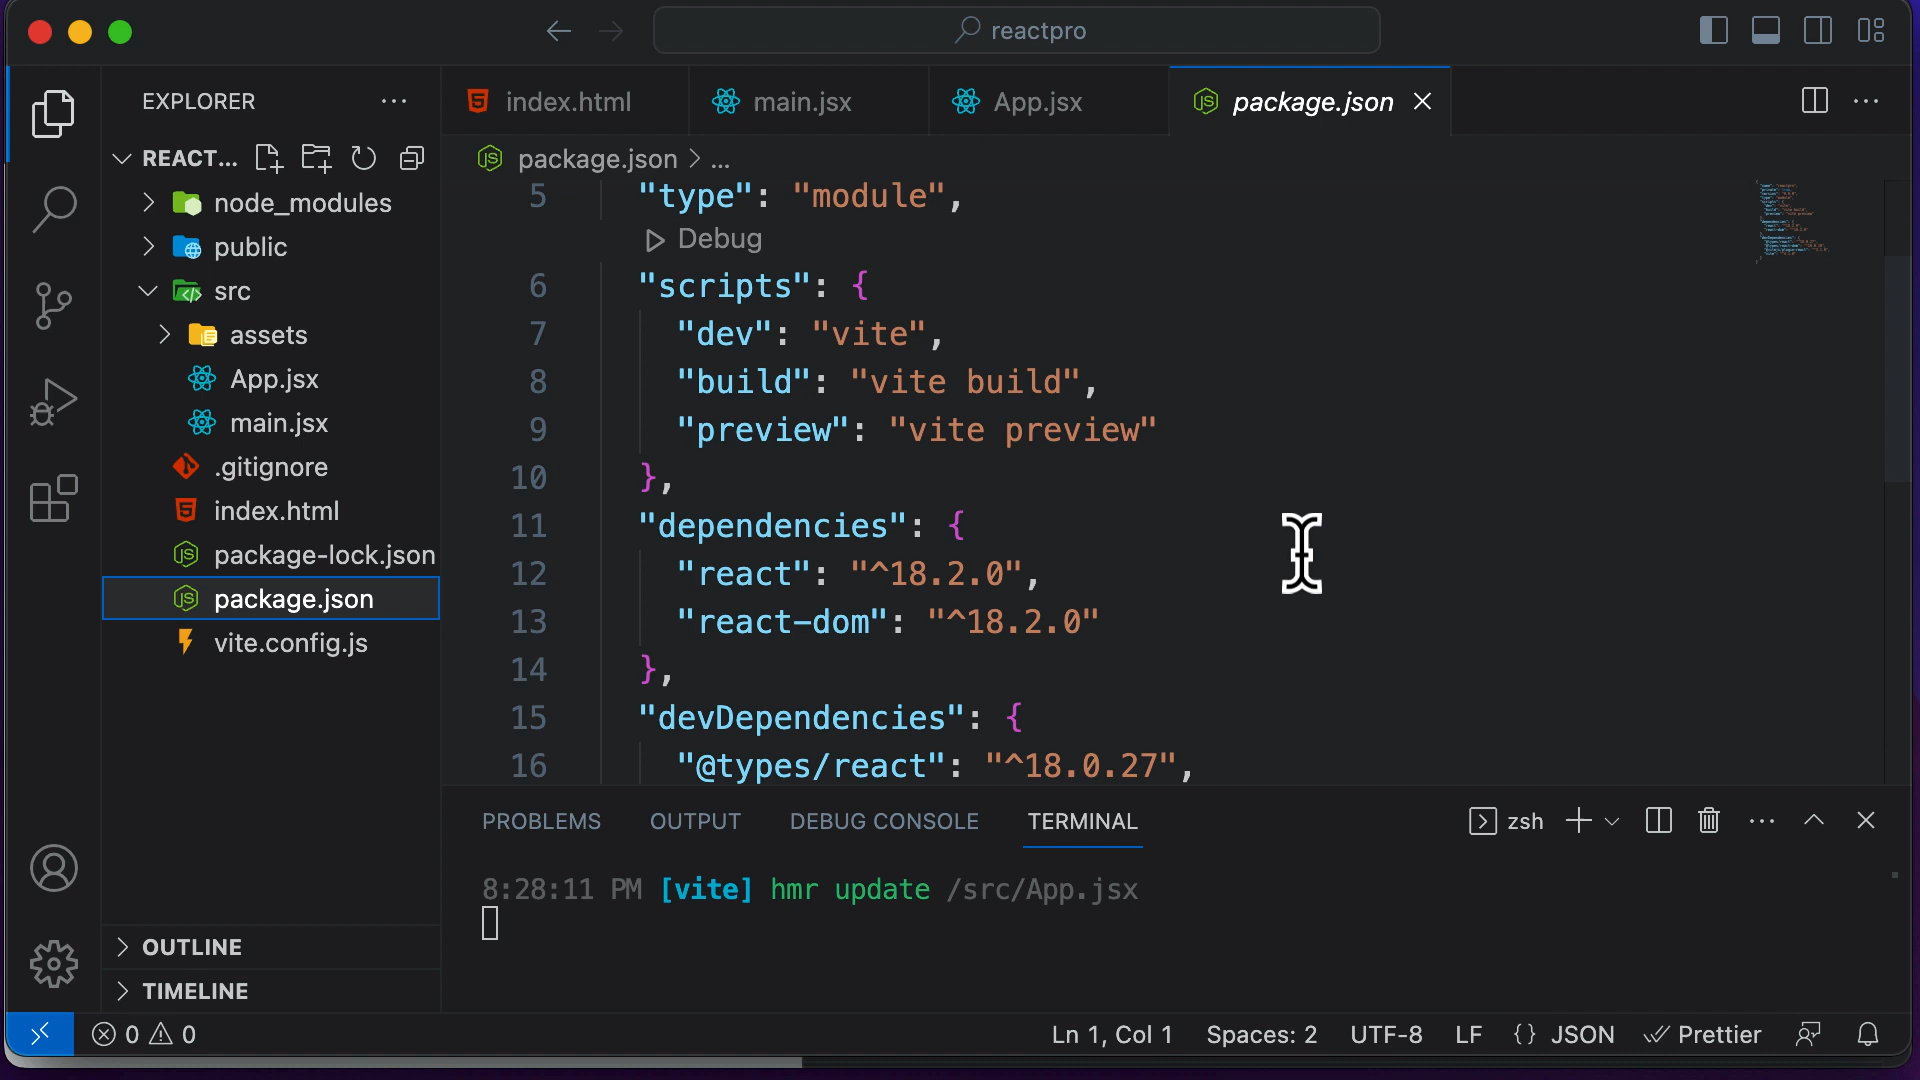 reactpro
EXPLORER
REACT...
node_modules
public
src
assets
App.jsx
main.jsx
.gitignore
index.html
package-lock.json
package.json
vite.config.js
OUTLINE
TIMELINE
index.html
main.jsx
App.jsx
package.json
package.json > ...
5 "type": "module",
Debug
6 "scripts": {
7 "dev": "vite",
8 "build": "vite build",
9 "preview": "vite preview"
10 },
11 "dependencies": {
12 "react": "^18.2.0",
13 "react-dom": "^18.2.0"
14 },
15 "devDependencies": {
16 "@types/react": "^18.0.27",
PROBLEMS OUTPUT DEBUG CONSOLE TERMINAL
zsh
8:28:11 PM [vite] hmr update /src/App.jsx
0 0
Ln 1, Col 1 Spaces: 2 UTF-8 LF {} JSON Prettier